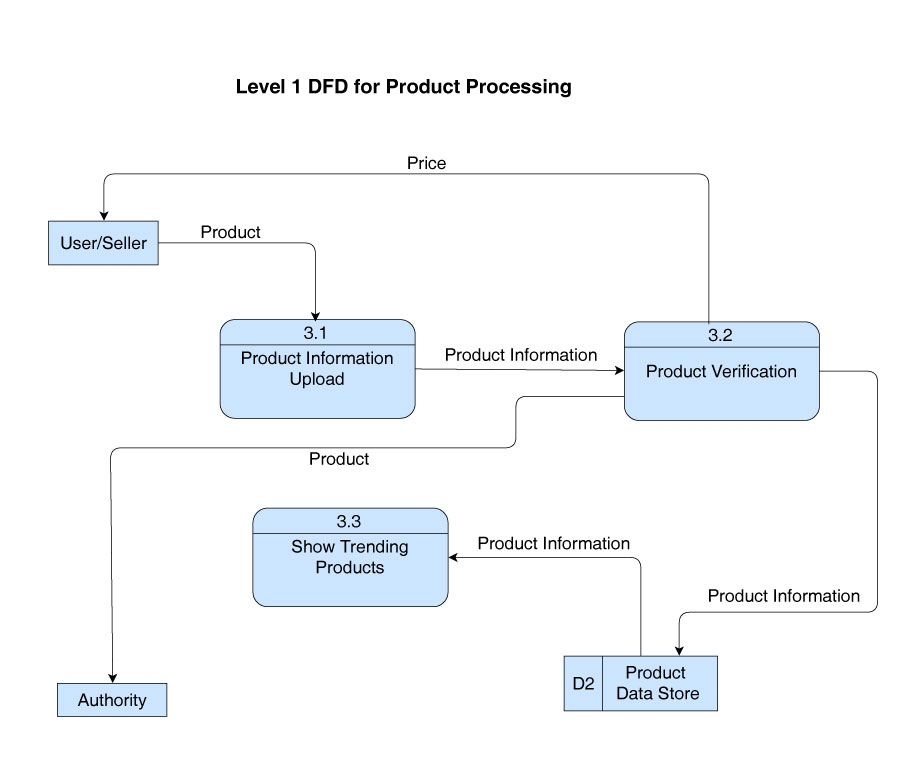 Level 1 DFD for Product Processing
Price
User/Seller
Product
3.1
Product Information
Upload
Product Information
3.2
Product Verification
Product
3.3
Show Trending
Products
Product Information
Product Information
D2
Product
Data Store
Authority